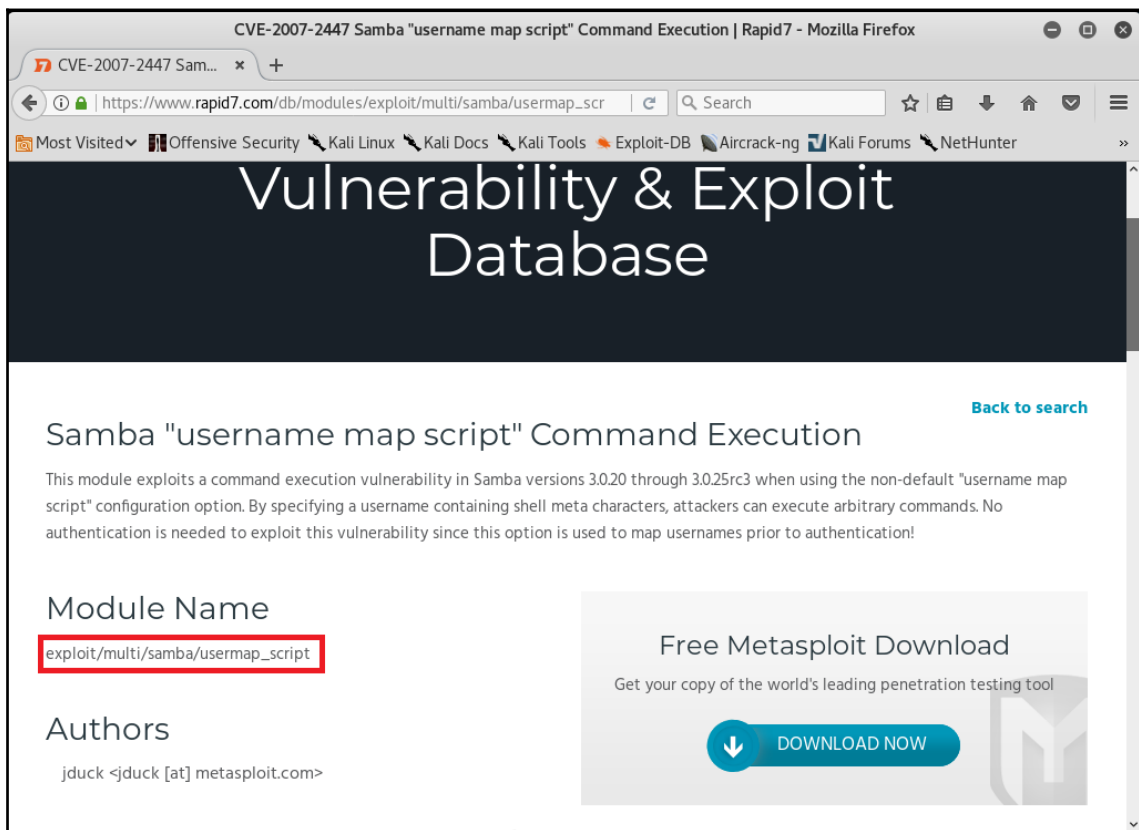 CVE-2007-2447 Samba "username map script" Command Execution | Rapid7 - Mozilla Firefox
CVE-2007-2447 Sam...
https://www.rapid7.com/db/modules/exploit/multi/samba/usermap_scr
Search
Most Visited
Offensive Security
Kali Linux
Kali Docs
Kali Tools
Exploit-DB
Aircrack-ng
Kali Forums
NetHunter
»
Vulnerability & Exploit
Database
Back to search
Samba "username map script" Command Execution
This module exploits a command execution vulnerability in Samba versions 3.0.20 through 3.0.25rc3 when using the non-default "username map
script" configuration option. By specifying a username containing shell meta characters, attackers can execute arbitrary commands. No
authentication is needed to exploit this vulnerability since this option is used to map usernames prior to authentication!
Module Name
exploit/multi/samba/usermap_script
Authors
jduck <jduck [at] metasploit.com>
Free Metasploit Download
Get your copy of the world's leading penetration testing tool
DOWNLOAD NOW